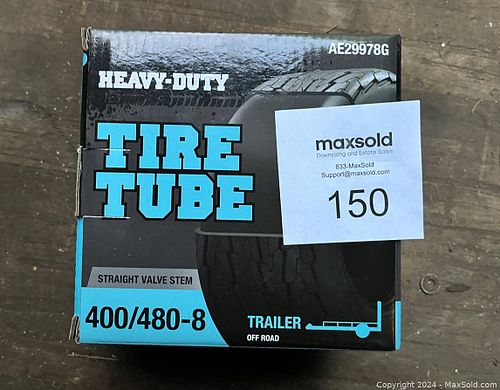 AE29978G
HEAVY-DUTY
TIRE
TUBE
maxsold
Downsizing and Estate Sales
833-MaxSold
Support@maxsold.com
150
STRAIGHT VALVE STEM
400/480-8
TRAILER
OFF ROAD
Copyright 2024 - MaxSold